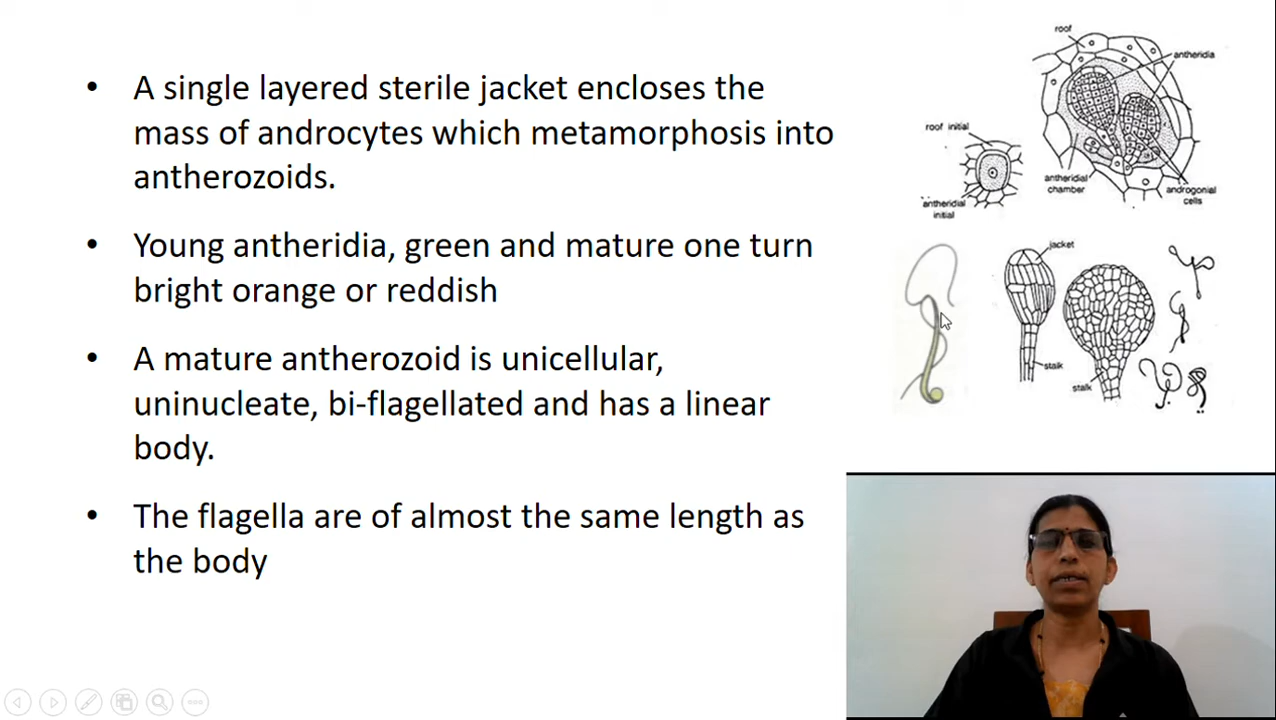 • A single layered sterile jacket encloses the
mass of androcytes which metamorphosis into
antherozoids.
• Young antheridia, green and mature one turn
bright orange or reddish
• A mature antherozoid is unicellular,
uninucleate, bi-flagellated and has a linear
body.
• The flagella are of almost the same length as
the body
roof
antheridia
roof initial
antheridial
chamber
androgonial
cells
antheridial
initial
jacket
stalk
stalk